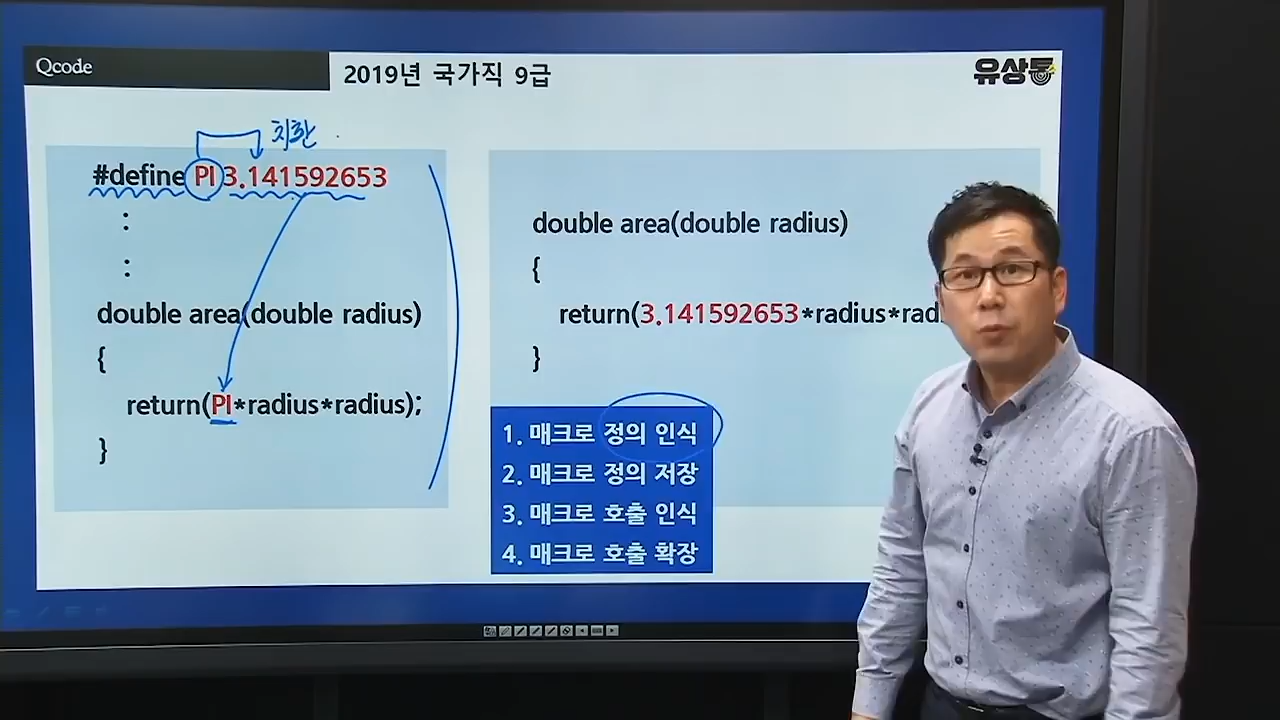 Qcode
2019년 국가직 9급
유상통
치환
#define PI 3.141592653
:
:
double area(double radius)
{
return(PI*radius*radius);
}
double area(double radius)
{
return(3.141592653*radius*rad
}
1. 매크로 정의 인식
2. 매크로 정의 저장
3. 매크로 호출 인식
4. 매크로 호출 확장